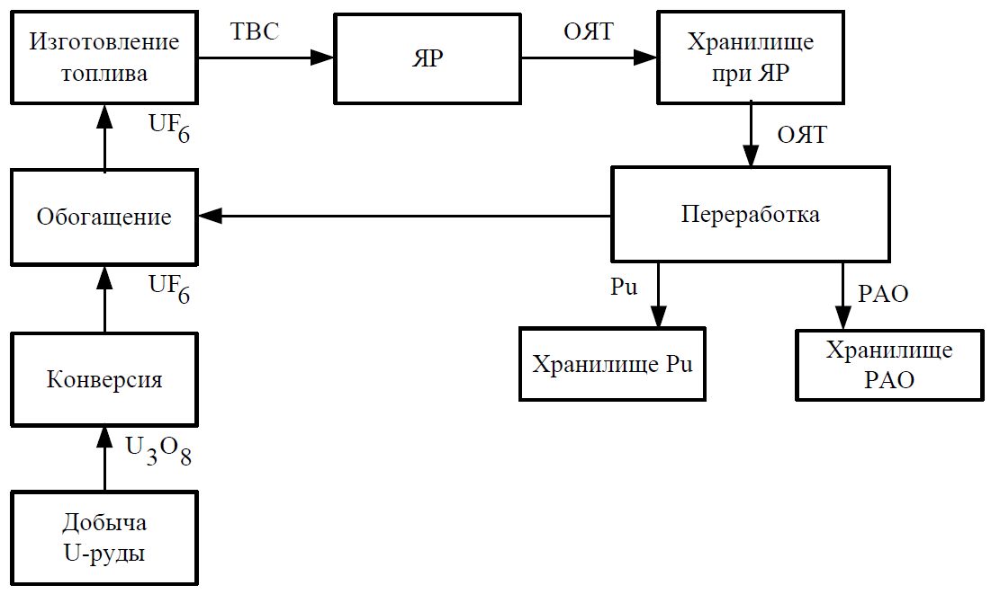 Изготовление
топлива
ТВС
ЯР
ОЯТ
Хранилище
при ЯР
UF6
ОЯТ
Обогащение
Переработка
UF6
Pu
РАО
Конверсия
Хранилище Pu
Хранилище
РАО
U3O8
Добыча
U-руды